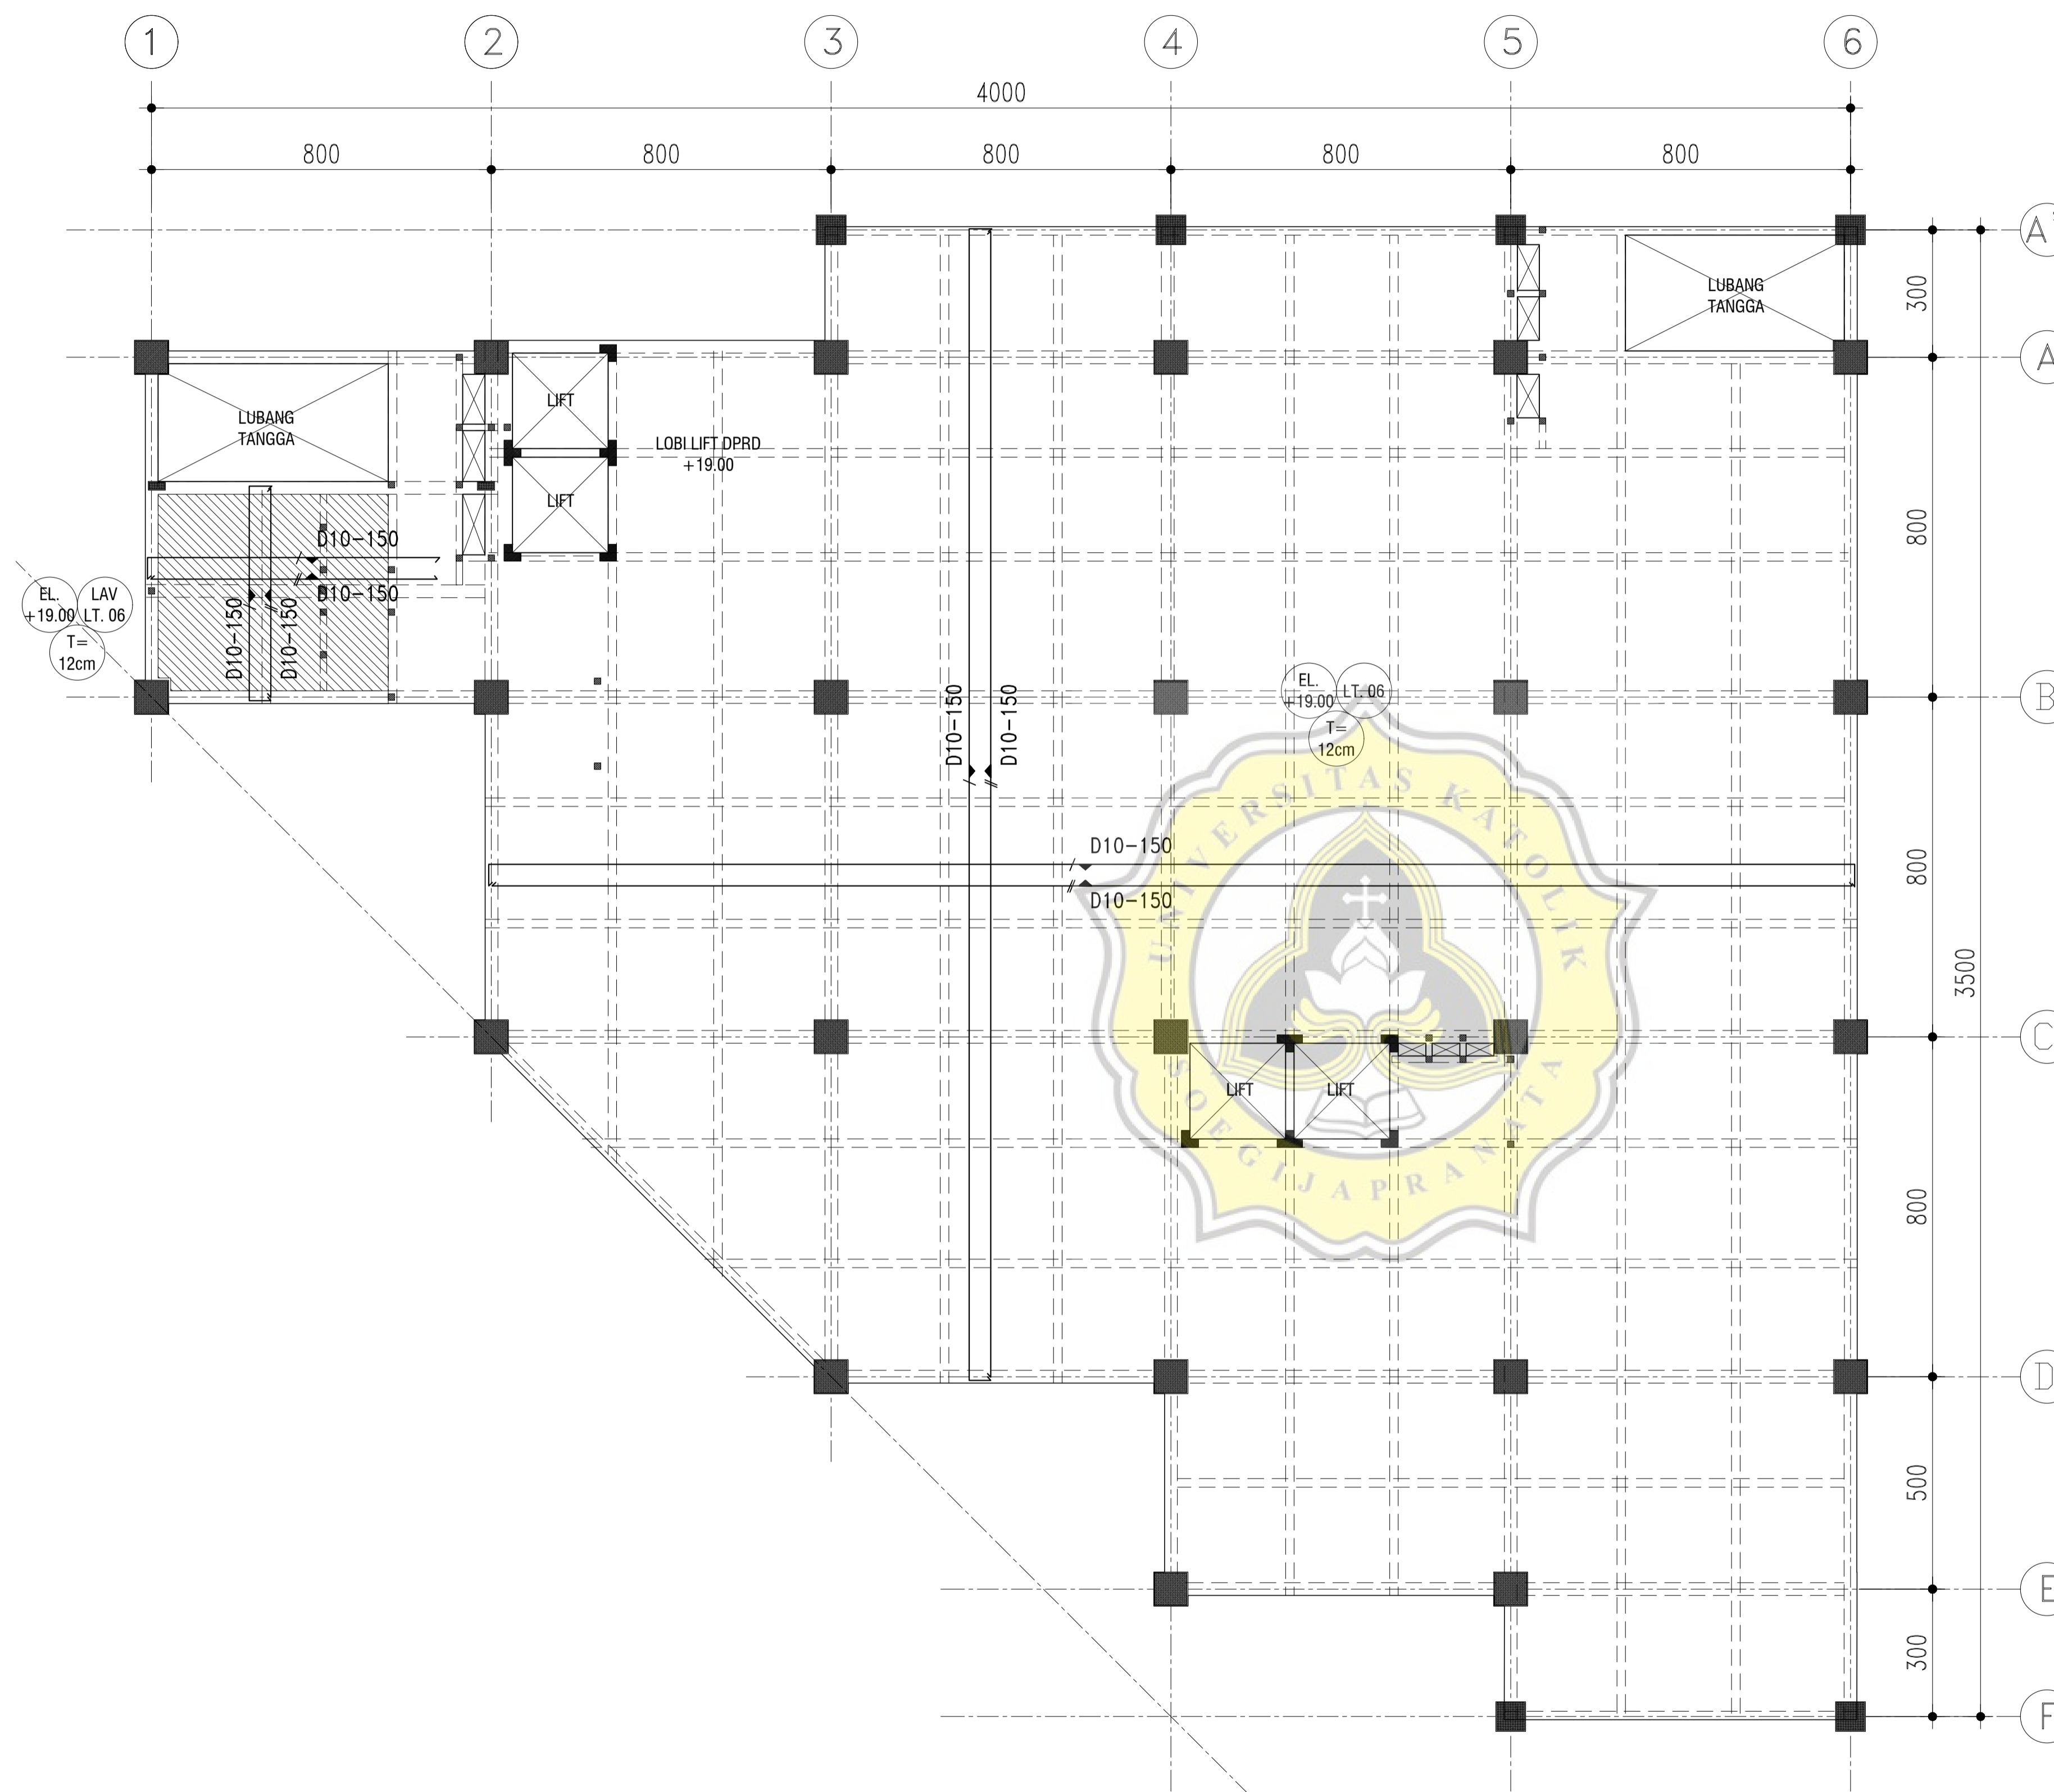 1
2
3
4
5
6
4000
800
800
800
800
800
A'
300
A
800
B
800
C
3500
800
D
500
E
300
F
LUBANG
TANGGA
LUBANG
TANGGA
LIFT
LIFT
LOBI LIFT DPRD
+19.00
D10-150
D10-150
D10-150
D10-150
EL.
+19.00
LAV
LT. 06
T=
12cm
D10-150
D10-150
EL.
+19.00
LT. 06
T=
12cm
D10-150
D10-150
LIFT
LIFT
UNIVERSITAS KATOLIK
SOEGIJAPRANATA